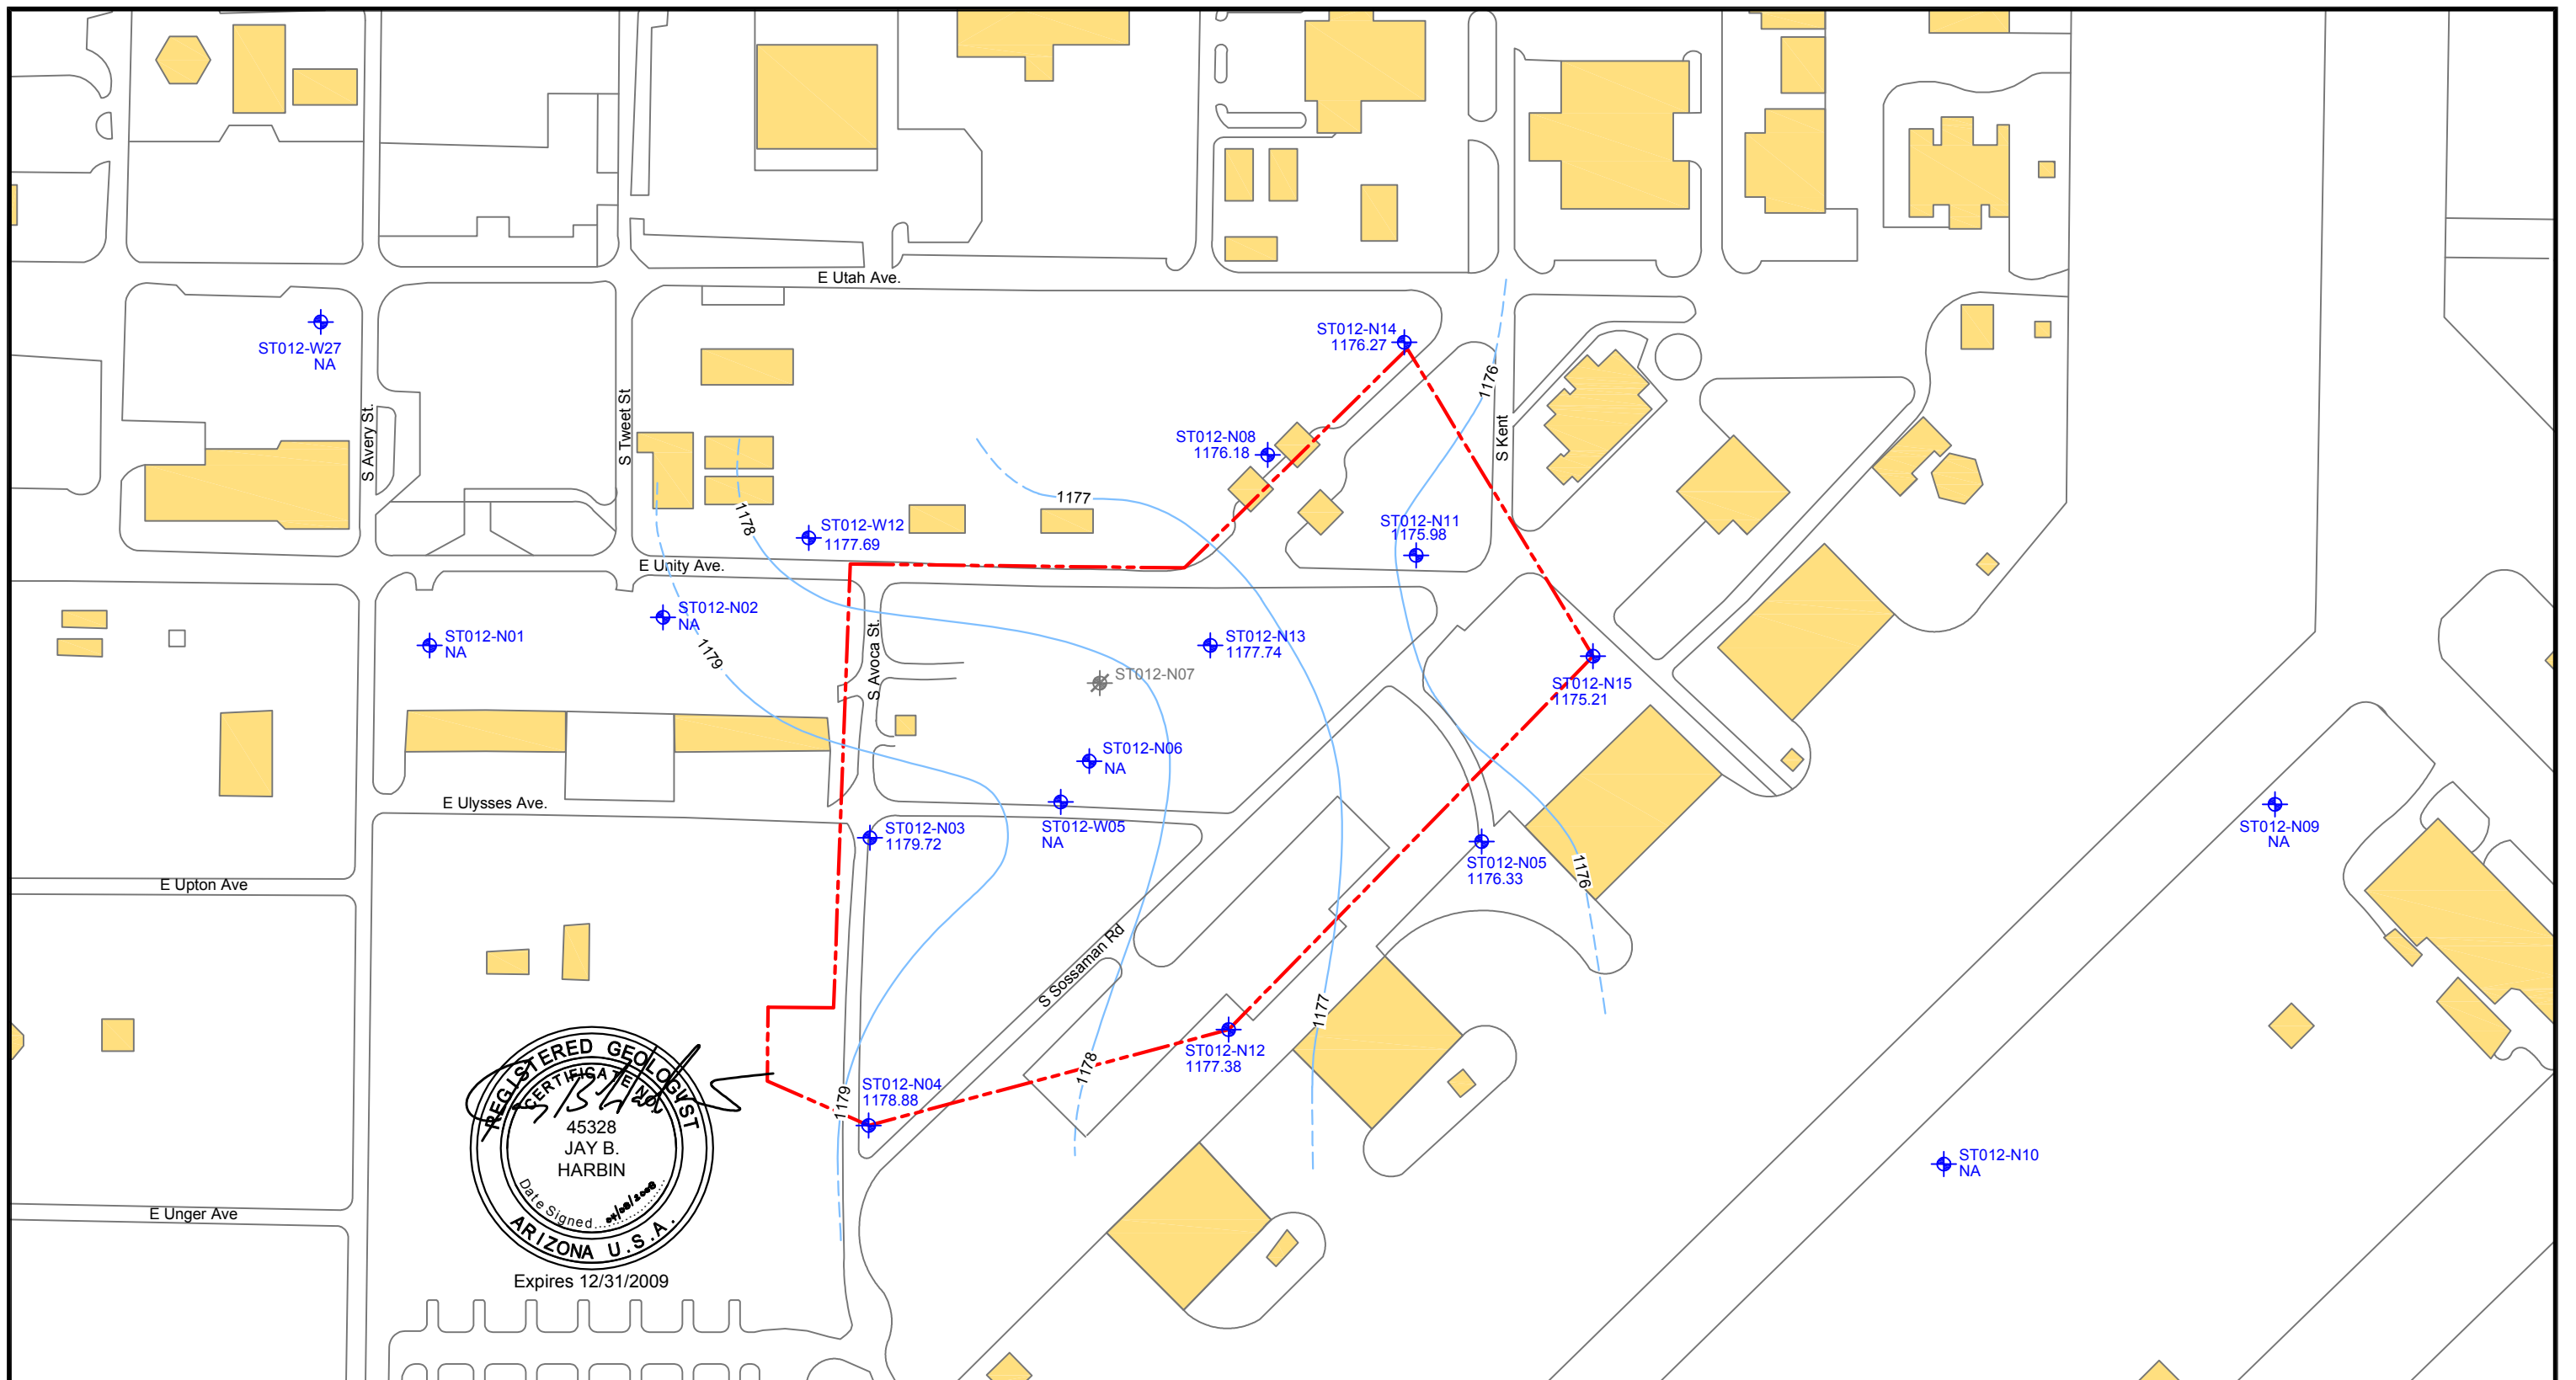 E Utah Ave.
ST012-W27
NA
ST012-N14
1176.27
1176
S Avery St.
S Tweet St
S Kent
ST012-N08
1176.18
1177
1178
ST012-W12
1177.69
ST012-N11
1175.98
E Unity Ave.
ST012-N02
NA
ST012-N01
NA
1179
S Avoca St.
ST012-N13
1177.74
ST012-N07
ST012-N15
1175.21
ST012-N06
NA
E Ulysses Ave.
ST012-W05
NA
ST012-N03
1179.72
ST012-N09
NA
ST012-N05
1176.33
1176
E Upton Ave
S Sossaman Rd
1177
ST012-N12
1177.38
1178
ST012-N04
1178.88
1179
REGISTERED GEOLOGIST
CERTIFICATE NO.
45328
JAY B.
HARBIN
Date Signed
ARIZONA U.S.A.
Expires 12/31/2009
ST012-N10
NA
E Unger Ave